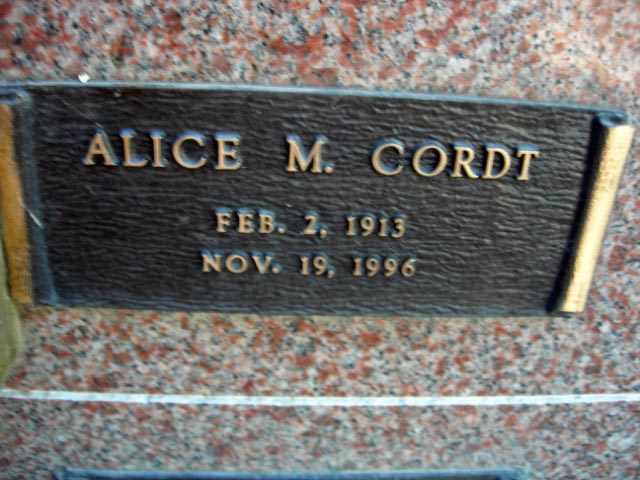 ALICE M. CORDT
FEB. 2, 1913
NOV. 19, 1996